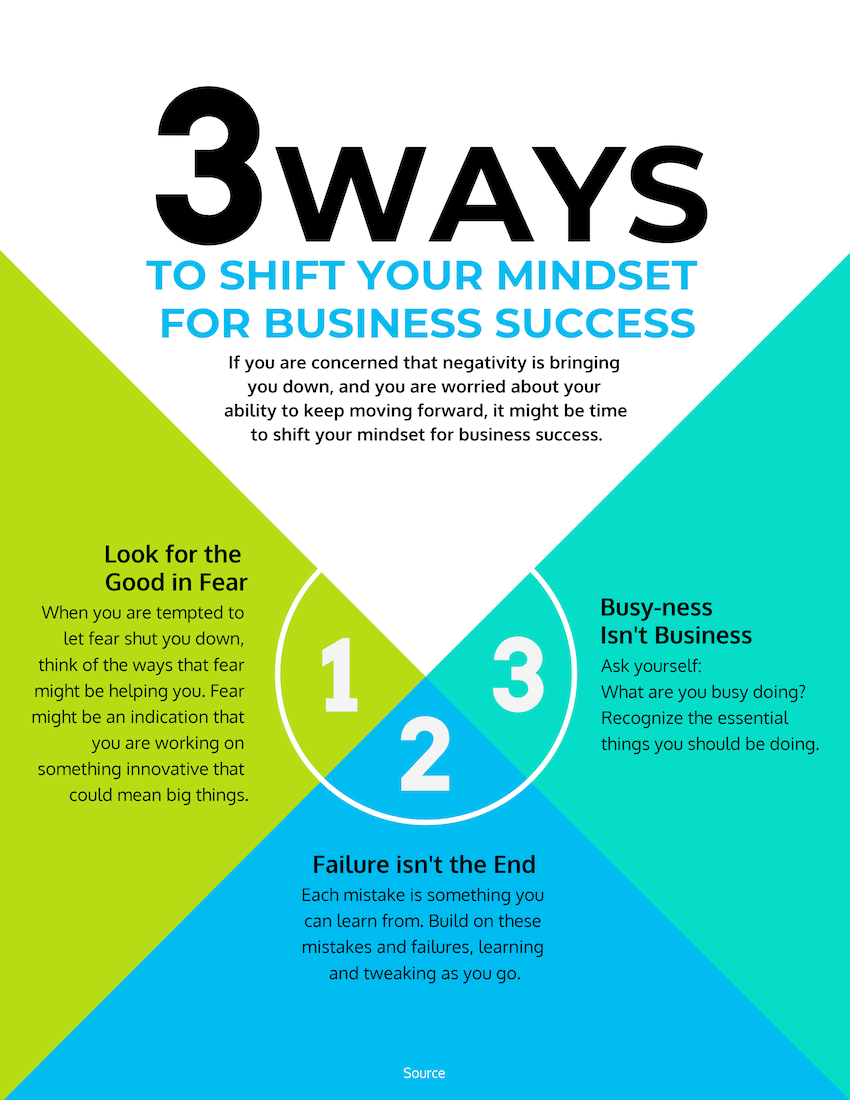 3 WAYS
TO SHIFT YOUR MINDSET
FOR BUSINESS SUCCESS
If you are concerned that negativity is bringing
you down, and you are worried about your
ability to keep moving forward, it might be time
to shift your mindset for business success.
1
Look for the
Good in Fear
When you are tempted to
let fear shut you down,
think of the ways that fear
might be helping you. Fear
might be an indication that
you are working on
something innovative that
could mean big things.
2
Failure isn't the End
Each mistake is something you
can learn from. Build on these
mistakes and failures, learning
and tweaking as you go.
3
Busy-ness
Isn't Business
Ask yourself:
What are you busy doing?
Recognize the essential
things you should be doing.
Source